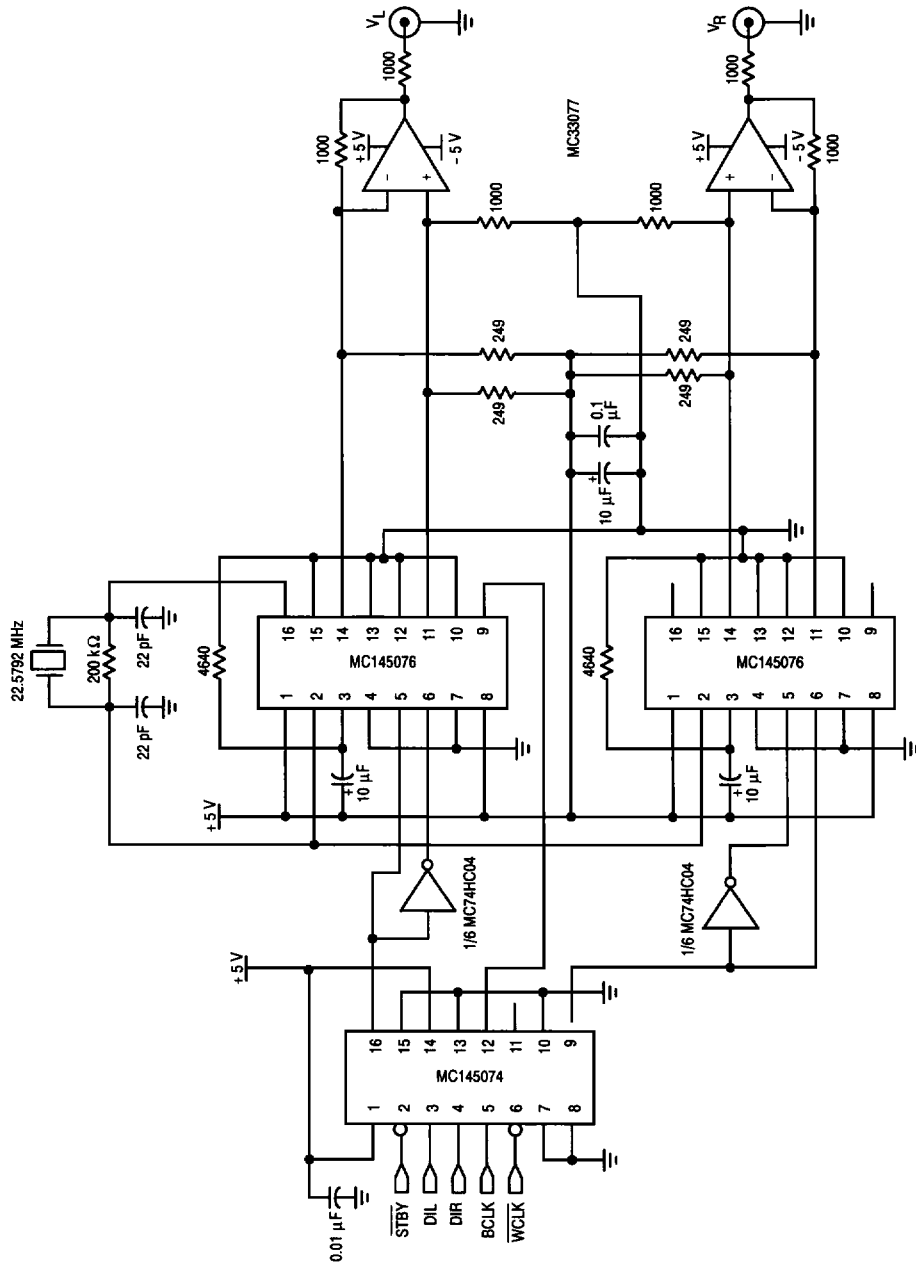 22.5792 MHz
200 kΩ
22 pF
22 pF
4640
+5 V
+
10 µF
16
15
14
13
12
11
10
9
MC145076
1
2
3
4
5
6
7
8
1/6 MC74HC04
+5 V
0.01 µF
16
15
14
13
12
11
10
9
MC145074
1
2
3
4
5
6
7
8
STBY
DIL
DIR
BCLK
WCLK
VL
1000
1000
+5 V
-5 V
-
+
MC33077
1000
1000
249
249
249
249
0.1
µF
+
10 µF
VR
1000
1000
+5 V
-5 V
+
-
4640
+
10 µF
16
15
14
13
12
11
10
9
MC145076
1
2
3
4
5
6
7
8
1/6 MC74HC04